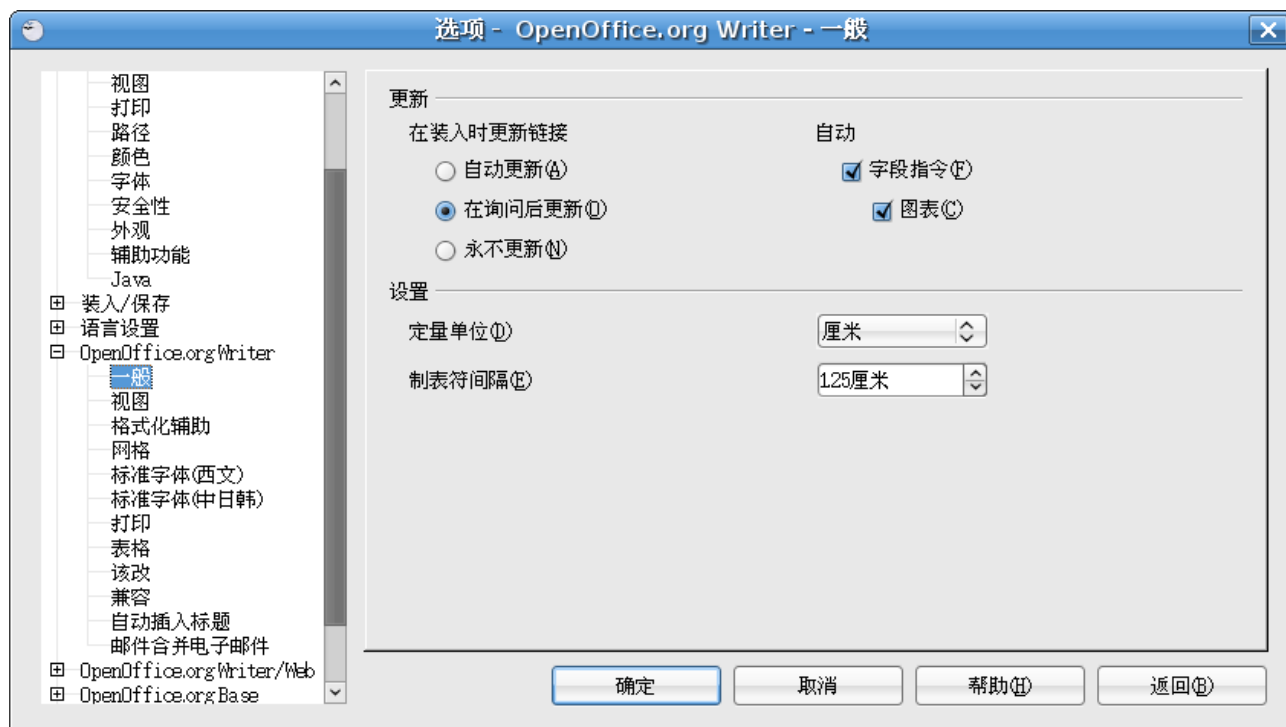 选项 - OpenOffice.org Writer - 一般
视图
打印
路径
颜色
字体
安全性
外观
辅助功能
Java
装入/保存
语言设置
OpenOffice.org Writer
一般
视图
格式化辅助
网格
标准字体(西文)
标准字体(中日韩)
打印
表格
该改
兼容
自动插入标题
邮件合并电子邮件
OpenOffice.org Writer/Web
OpenOffice.org Base
更新
在装入时更新链接
自动更新(A)
在询问后更新(U)
永不更新(N)
自动
字段指令(F)
图表(C)
设置
定量单位(D)
厘米
制表符间隔(E)
1.25厘米
确定
取消
帮助(H)
返回(B)